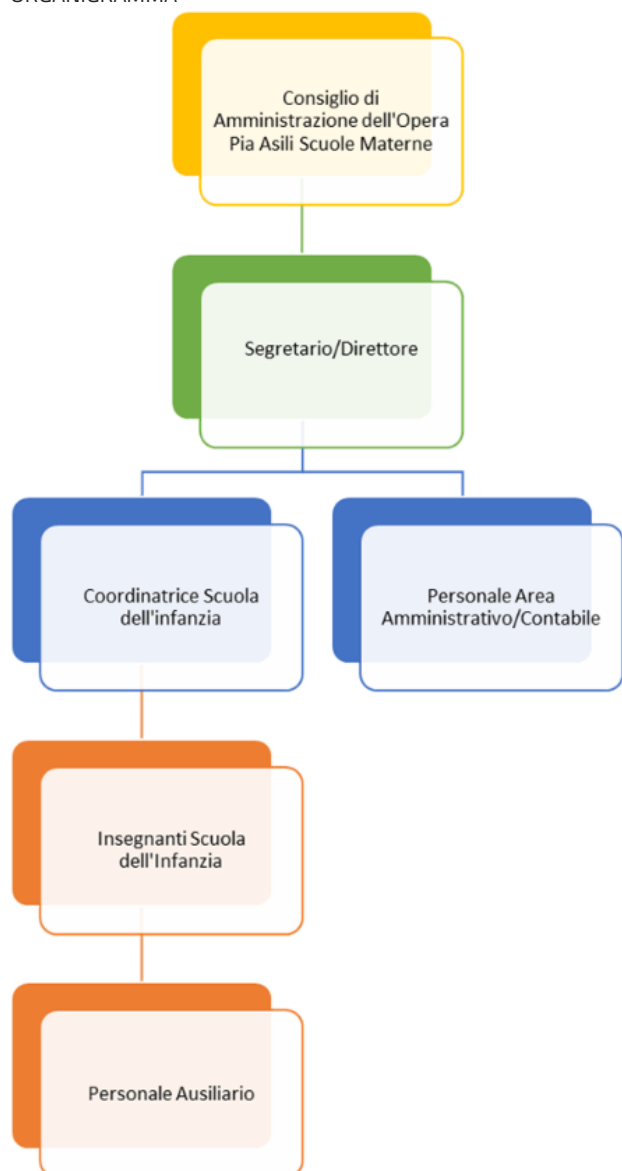 ORGANIGRAMMA
Consiglio di
Amministrazione dell'Opera
Pia Asili Scuole Materne
Segretario/Direttore
Coordinatrice Scuola
dell'infanzia
Personale Area
Amministrativo/Contabile
Insegnanti Scuola
dell'Infanzia
Personale Ausiliario